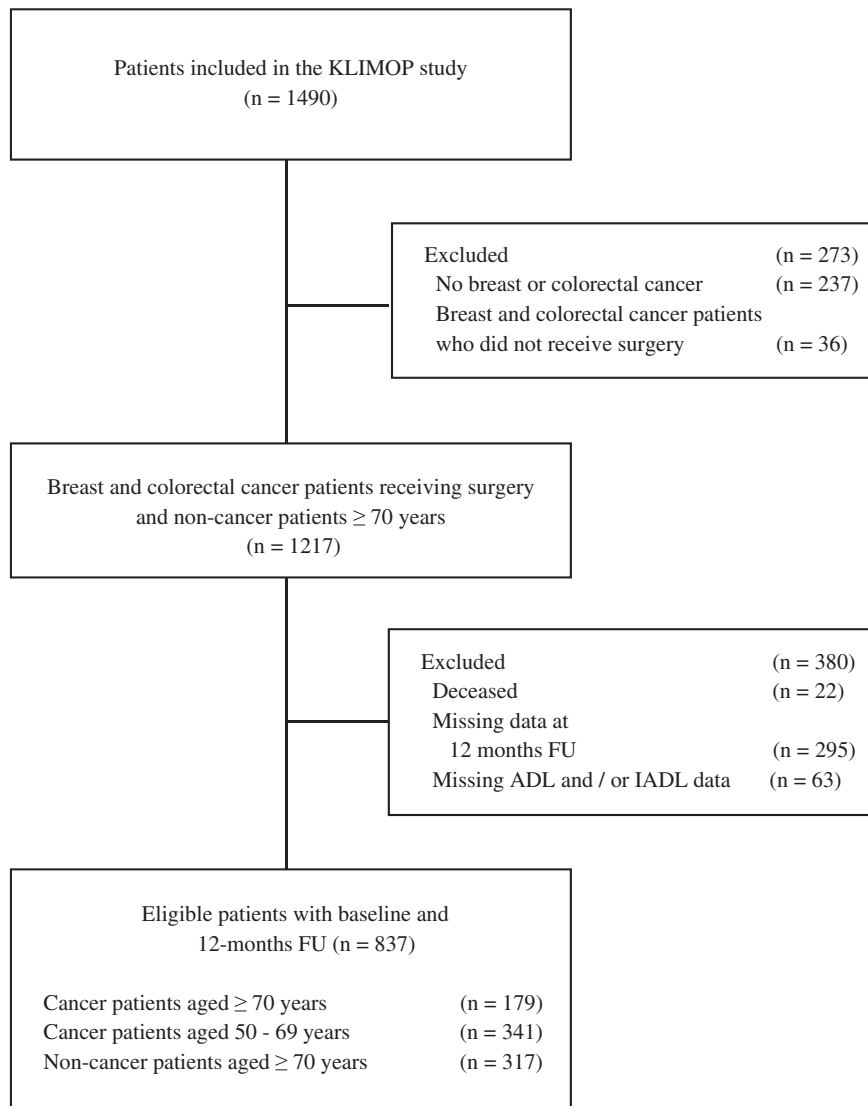 Patients included in the KLIMOP study
(n = 1490)
Excluded (n = 273)
No breast or colorectal cancer (n = 237)
Breast and colorectal cancer patients
who did not receive surgery (n = 36)
Breast and colorectal cancer patients receiving surgery
and non-cancer patients ≥ 70 years
(n = 1217)
Excluded (n = 380)
Deceased (n = 22)
Missing data at
12 months FU (n = 295)
Missing ADL and / or IADL data (n = 63)
Eligible patients with baseline and
12-months FU (n = 837)
Cancer patients aged ≥ 70 years (n = 179)
Cancer patients aged 50 - 69 years (n = 341)
Non-cancer patients aged ≥ 70 years (n = 317)